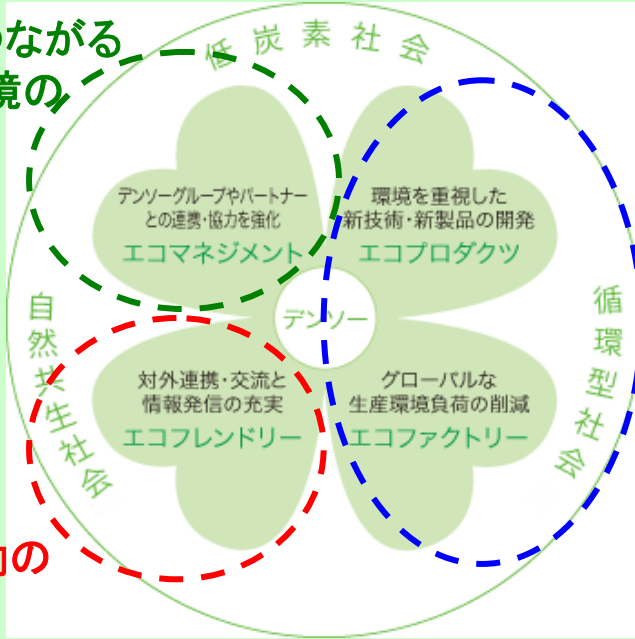 つながる
境の
低炭素社会
デンソーグループやパートナー
との連携・協力を強化
エコマネジメント
環境を重視した
新技術・新製品の開発
エコプロダクツ
デンソー
自然共生社会
循環型社会
対外連携・交流と
情報発信の充実
エコフレンドリー
グローバルな
生産環境負荷の削減
エコファクトリー
の